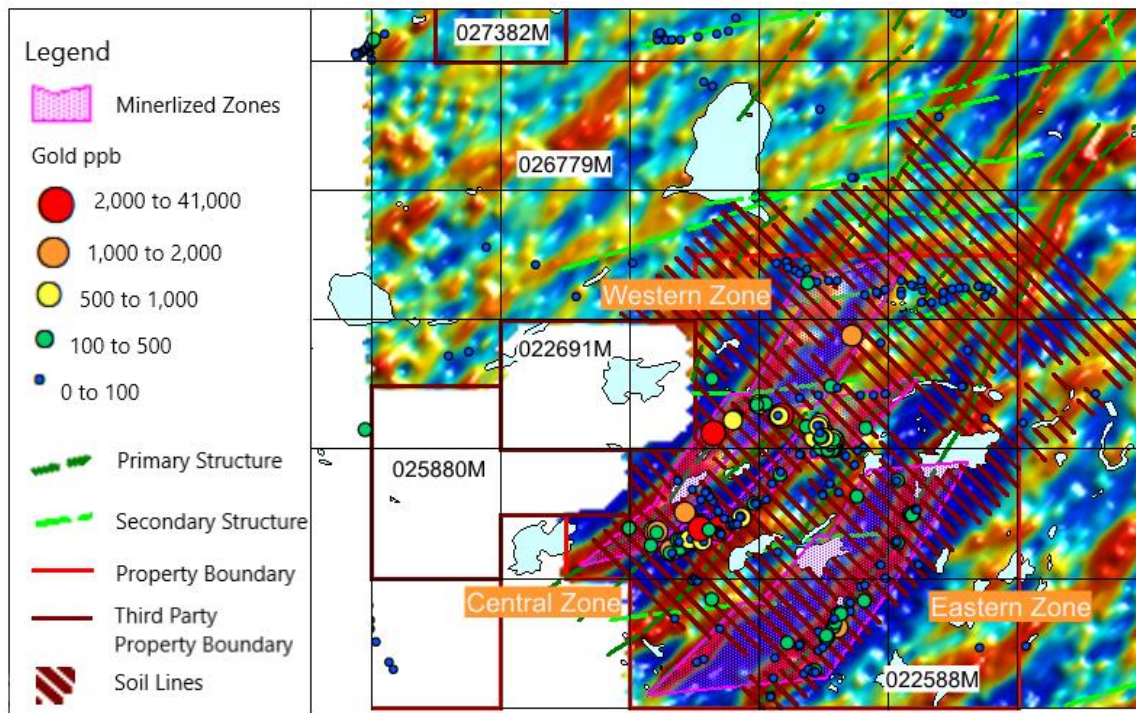 Legend
Minerlized Zones
Gold ppb
2,000 to 41,000
1,000 to 2,000
500 to 1,000
100 to 500
0 to 100
Primary Structure
Secondary Structure
Property Boundary
Third Party
Property Boundary
Soil Lines
027382M
026779M
Western Zone
022691M
025880M
Central Zone
Eastern Zone
022588M